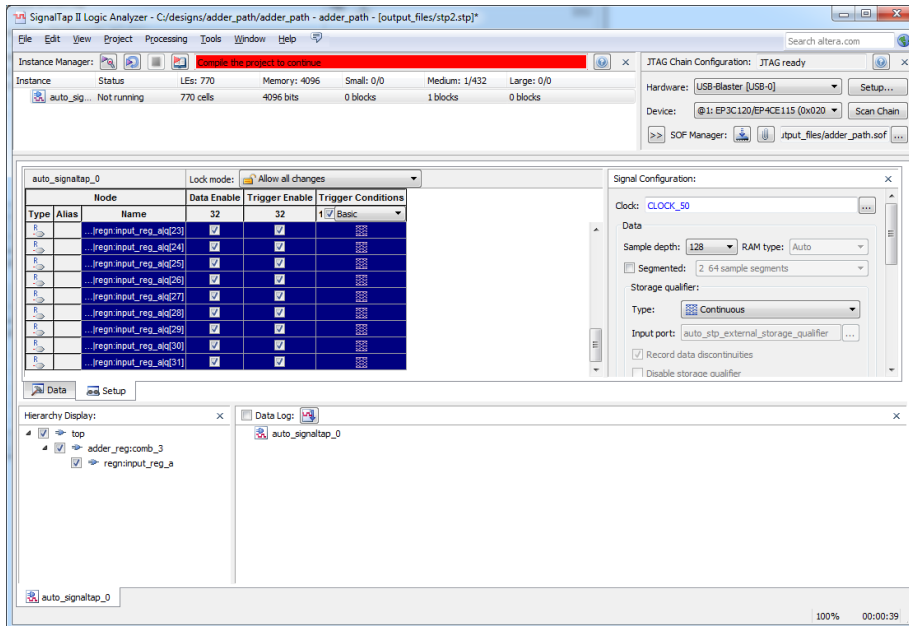 SignalTap II Logic Analyzer - C:/designs/adder_path/adder_path - adder_path - [output_files/stp2.stp]*
File Edit View Project Processing Tools Window Help
Search altera.com
Instance Manager: Compile the project to continue
Instance Status LEs: 770 Memory: 4096 Small: 0/0 Medium: 1/432 Large: 0/0
auto_sig... Not running 770 cells 4096 bits 0 blocks 1 blocks 0 blocks
JTAG Chain Configuration: JTAG ready
Hardware: USB-Blaster [USB-0] Setup...
Device: @1: EP3C120/EP4CE115 (0x020 Scan Chain
>> SOF Manager: itput_files/adder_path.sof ...
auto_signaltap_0 Lock mode: Allow all changes
Node Data Enable Trigger Enable Trigger Conditions
Type Alias Name 32 32 1 Basic
...|regn:input_reg_a|q[23]
...|regn:input_reg_a|q[24]
...|regn:input_reg_a|q[25]
...|regn:input_reg_a|q[26]
...|regn:input_reg_a|q[27]
...|regn:input_reg_a|q[28]
...|regn:input_reg_a|q[29]
...|regn:input_reg_a|q[30]
...|regn:input_reg_a|q[31]
Data Setup
Signal Configuration:
Clock: CLOCK_50 ...
Data
Sample depth: 128 RAM type: Auto
Segmented: 2 64 sample segments
Storage qualifier:
Type: Continuous
Input port: auto_stp_external_storage_qualifier ...
Record data discontinuities
Disable storage qualifier
Hierarchy Display:
top
adder_reg:comb_3
regn:input_reg_a
Data Log:
auto_signaltap_0
auto_signaltap_0
100% 00:00:39